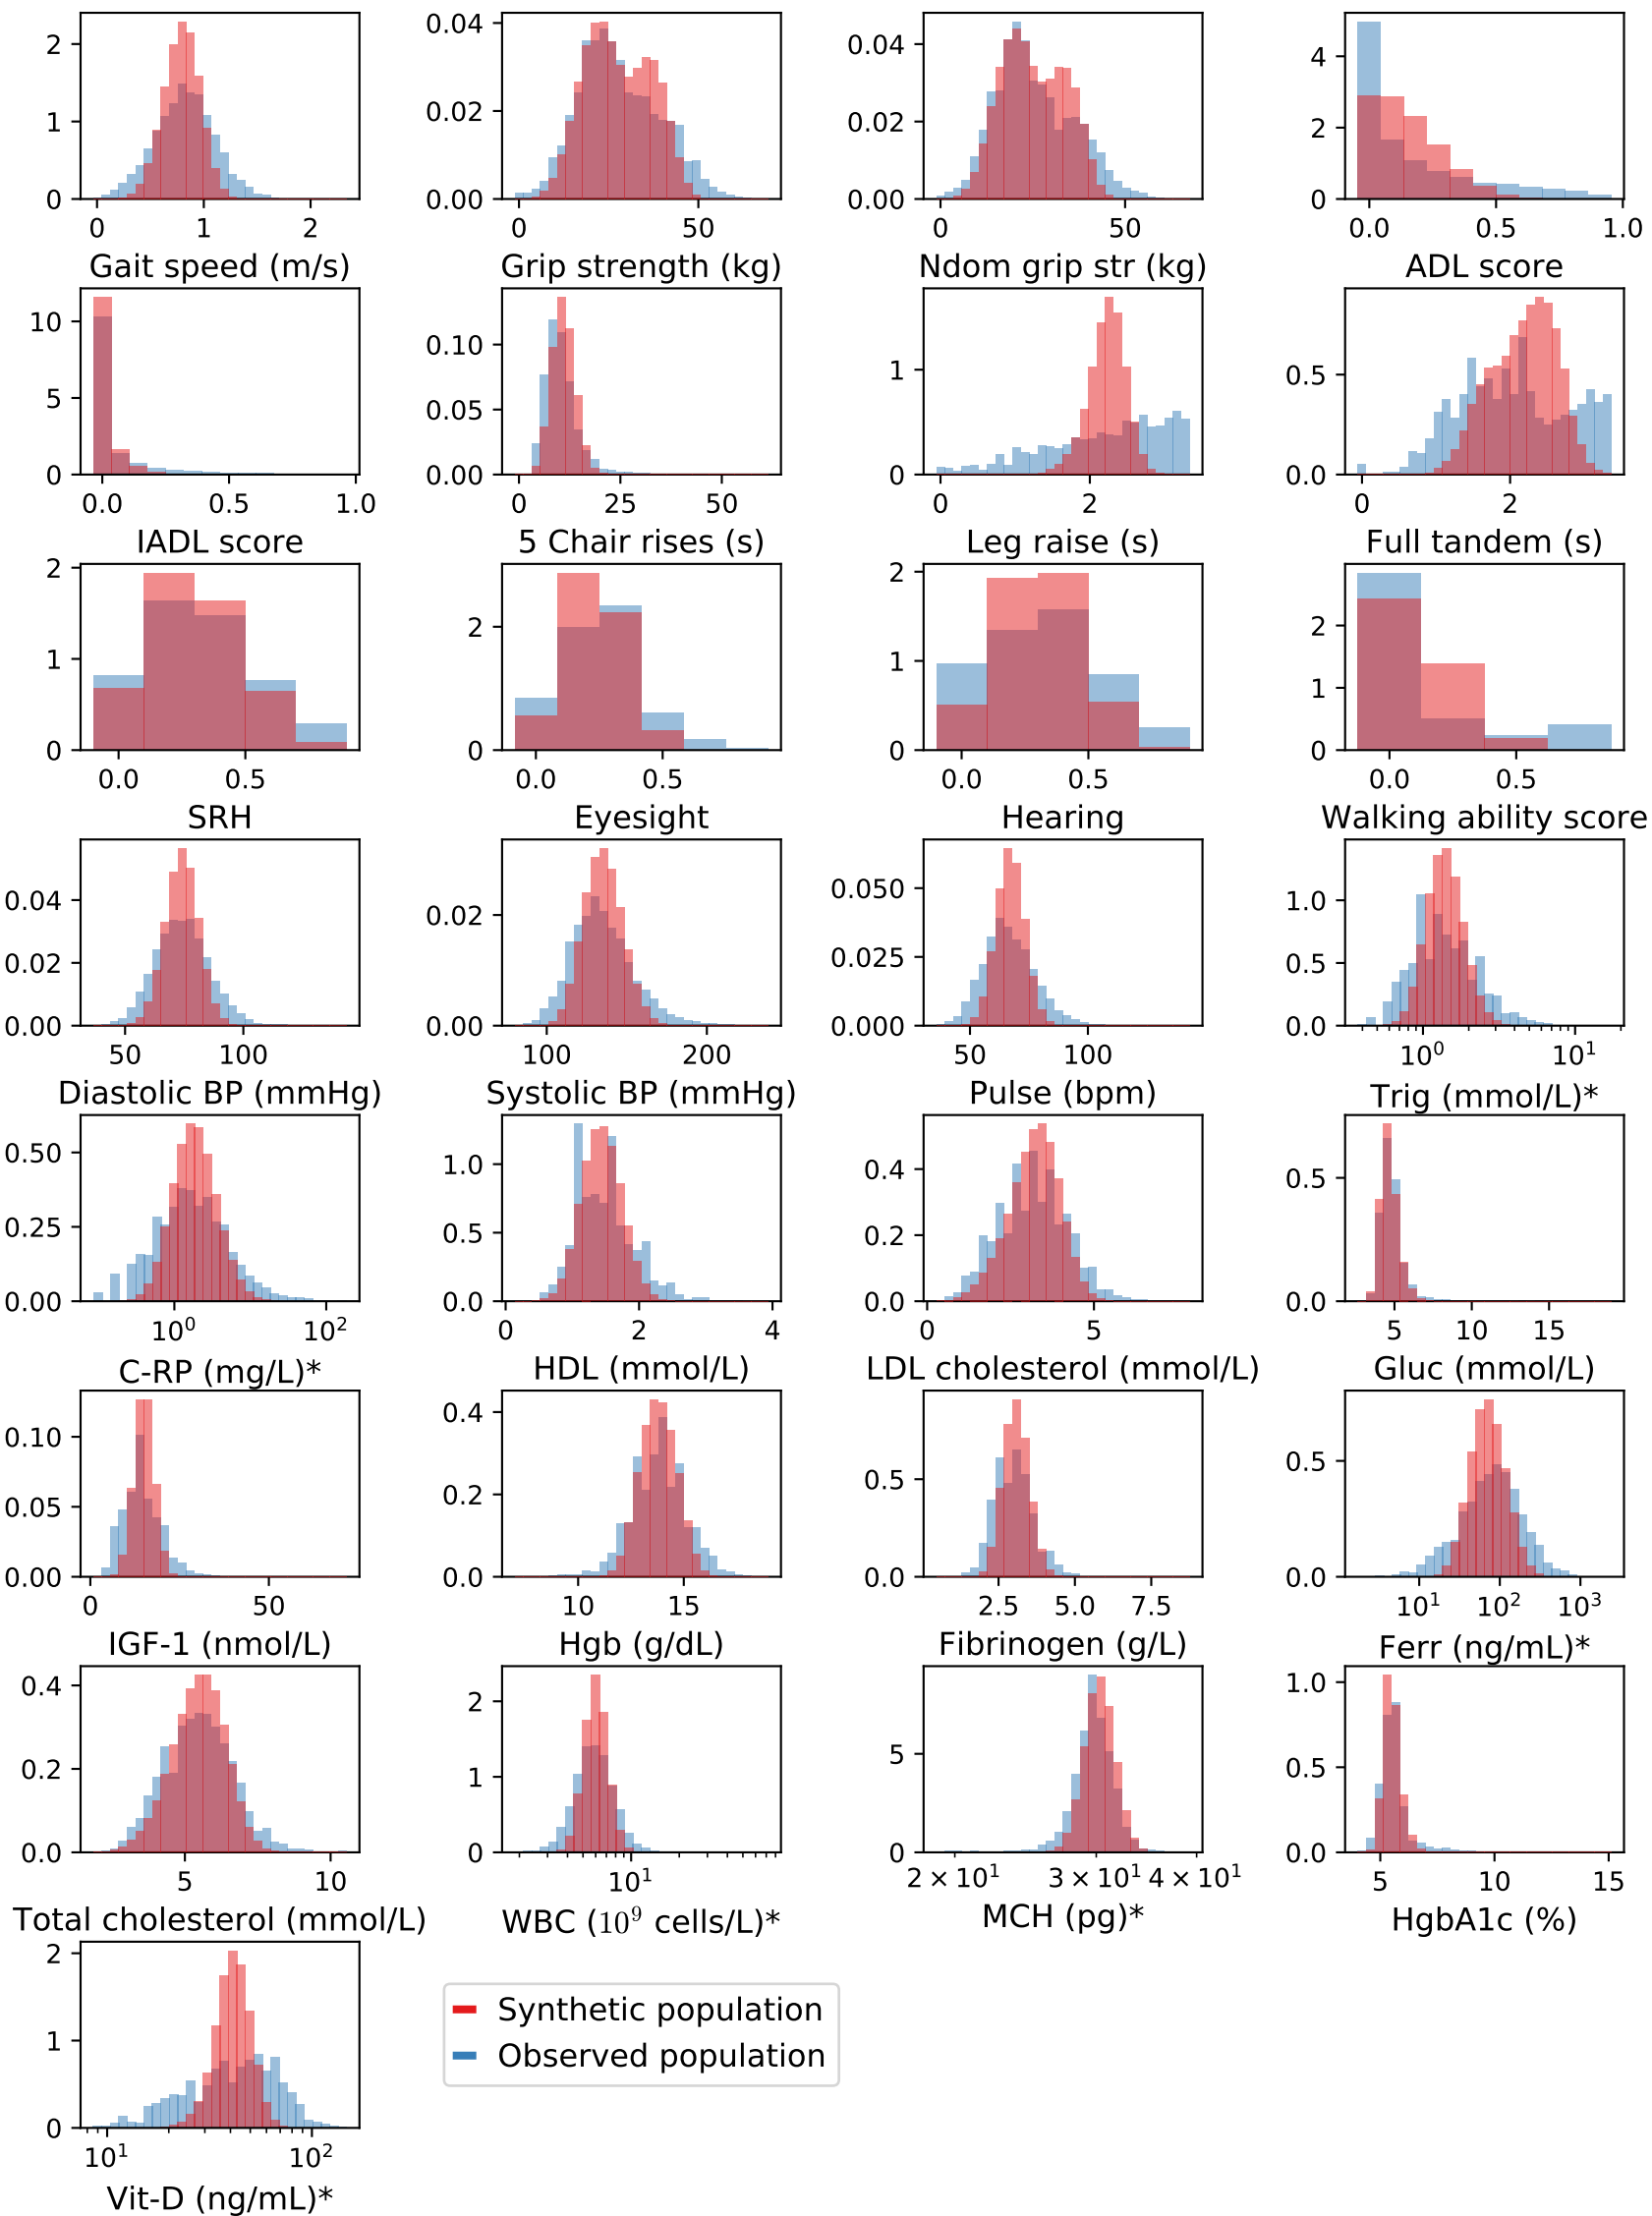 2
1
0
0 1 2
Gait speed (m/s)
0.04
0.02
0.00
0 50
Grip strength (kg)
0.04
0.02
0.00
0 50
Ndom grip str (kg)
4
2
0
0.0 0.5 1.0
ADL score
10
5
0
0.0 0.5 1.0
IADL score
0.10
0.05
0.00
0 25 50
5 Chair rises (s)
1
0
0 2
Leg raise (s)
0.5
0.0
0 2
Full tandem (s)
2
1
0
0.0 0.5
SRH
2
0
0.0 0.5
Eyesight
2
1
0
0.0 0.5
Hearing
2
1
0
0.0 0.5
Walking ability score
0.04
0.02
0.00
50 100
Diastolic BP (mmHg)
0.02
0.00
100 200
Systolic BP (mmHg)
0.050
0.025
0.000
50 100
Pulse (bpm)
1.0
0.5
0.0
10⁰ 10¹
Trig (mmol/L)*
0.50
0.25
0.00
10⁰ 10²
C-RP (mg/L)*
1.0
0.5
0.0
0 2 4
HDL (mmol/L)
0.4
0.2
0.0
0 5
LDL cholesterol (mmol/L)
0.5
0.0
5 10 15
Gluc (mmol/L)
0.10
0.05
0.00
0 50
IGF-1 (nmol/L)
0.4
0.2
0.0
10 15
Hgb (g/dL)
0.5
0.0
2.5 5.0 7.5
Fibrinogen (g/L)
0.5
0.0
10¹ 10² 10³
Ferr (ng/mL)*
0.4
0.2
0.0
5 10
Total cholesterol (mmol/L)
2
1
0
10¹
WBC (10⁹ cells/L)*
5
0
2 × 10¹ 3 × 10¹ 4 × 10¹
MCH (pg)*
1.0
0.5
0.0
5 10 15
HgbA1c (%)
2
1
0
10¹ 10²
Vit-D (ng/mL)*
Synthetic population
Observed population